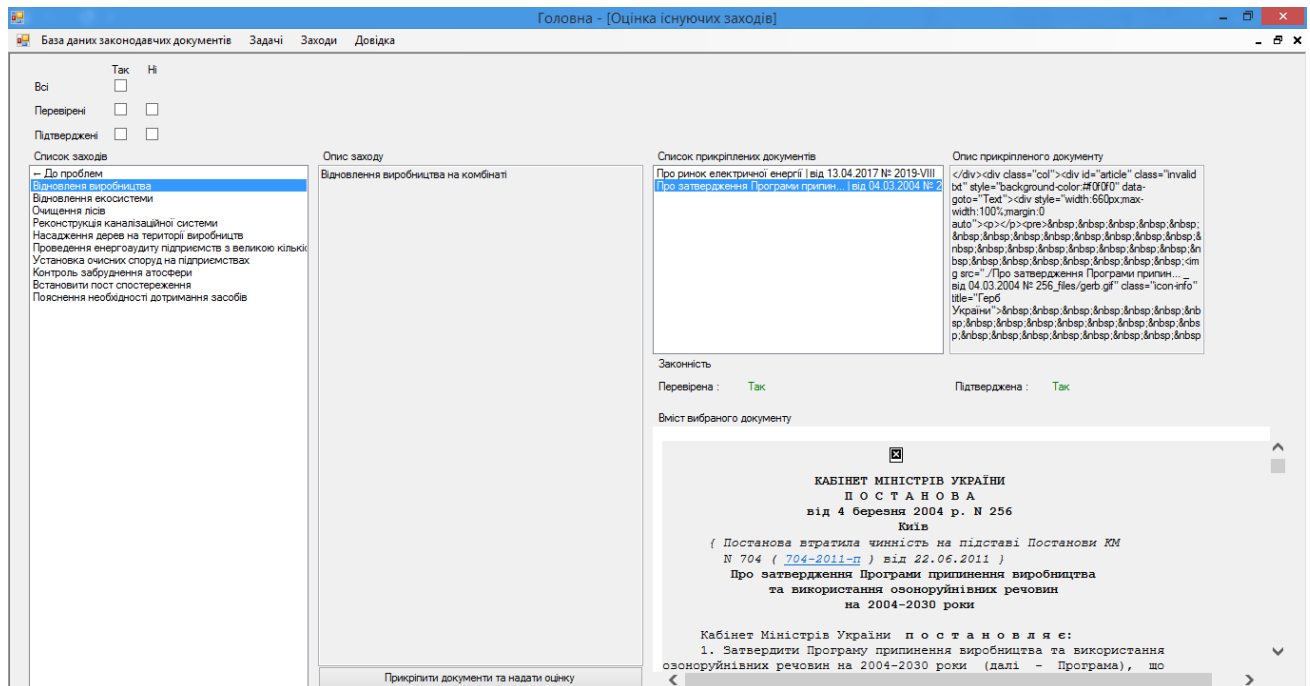 Головна - [Оцінка існуючих заходів]
База даних законодавчих документів Задачі Заходи Довідка
Так Ні
Всі
Перевірені
Підтверджені
Список заходів
← До проблем
Відновленя виробництва
Відновлення екосистеми
Очищення лісів
Реконструкція каналізаційної системи
Насадження дерев на території виробництв
Проведення енергоаудиту підприємств з великою кількіс
Установка очисних споруд на підприємствах
Контроль забруднення атосфери
Встановити пост спостереження
Пояснення необхідності дотримання засобів
Опис заходу
Відновлення виробництва на комбінаті
Прикріпити документи та надати оцінку
Список прикріплених документів
Про ринок електричної енергії | від 13.04.2017 № 2019-VIII
Про затвердження Програми припин... | від 04.03.2004 № 2
Опис прикріпленого документу
</div><div class="col"><div id="article" class="invalid
txt" style="background-color:#f0f0f0" data-
goto="Text"><div style="width:660px;max-
width:100%;margin:0
auto"><p></p><pre>&nbsp;&nbsp;&nbsp;&nbsp;&nbsp;
&nbsp;&nbsp;&nbsp;&nbsp;&nbsp;&nbsp;&nbsp;&nbsp;&
nbsp;&nbsp;&nbsp;&nbsp;&nbsp;&nbsp;&nbsp;&nbsp;&n
bsp;&nbsp;&nbsp;&nbsp;&nbsp;&nbsp;&nbsp;&nbsp;<im
g src="./Про затвердження Програми припин... _
від 04.03.2004 № 256_files/gerb.gif" class="icon-info"
title="Герб
України">&nbsp;&nbsp;&nbsp;&nbsp;&nbsp;&nbsp;&nb
sp;&nbsp;&nbsp;&nbsp;&nbsp;&nbsp;&nbsp;&nbsp;&nbs
p;&nbsp;&nbsp;&nbsp;&nbsp;&nbsp;&nbsp;&nbsp;&nbsp
Законність
Перевірена : Так
Підтверджена : Так
Вміст вибраного документу
КАБІНЕТ МІНІСТРІВ УКРАЇНИ
П О С Т А Н О В А
від 4 березня 2004 р. N 256
Київ
{ Постанова втратила чинність на підставі Постанови КМ
N 704 ( 704-2011-п ) від 22.06.2011 }
Про затвердження Програми припинення виробництва
та використання озоноруйнівних речовин
на 2004-2030 роки
Кабінет Міністрів України п о с т а н о в л я є:
1. Затвердити Програму припинення виробництва та використання
озоноруйнівних речовин на 2004-2030 роки (далі - Програма), що